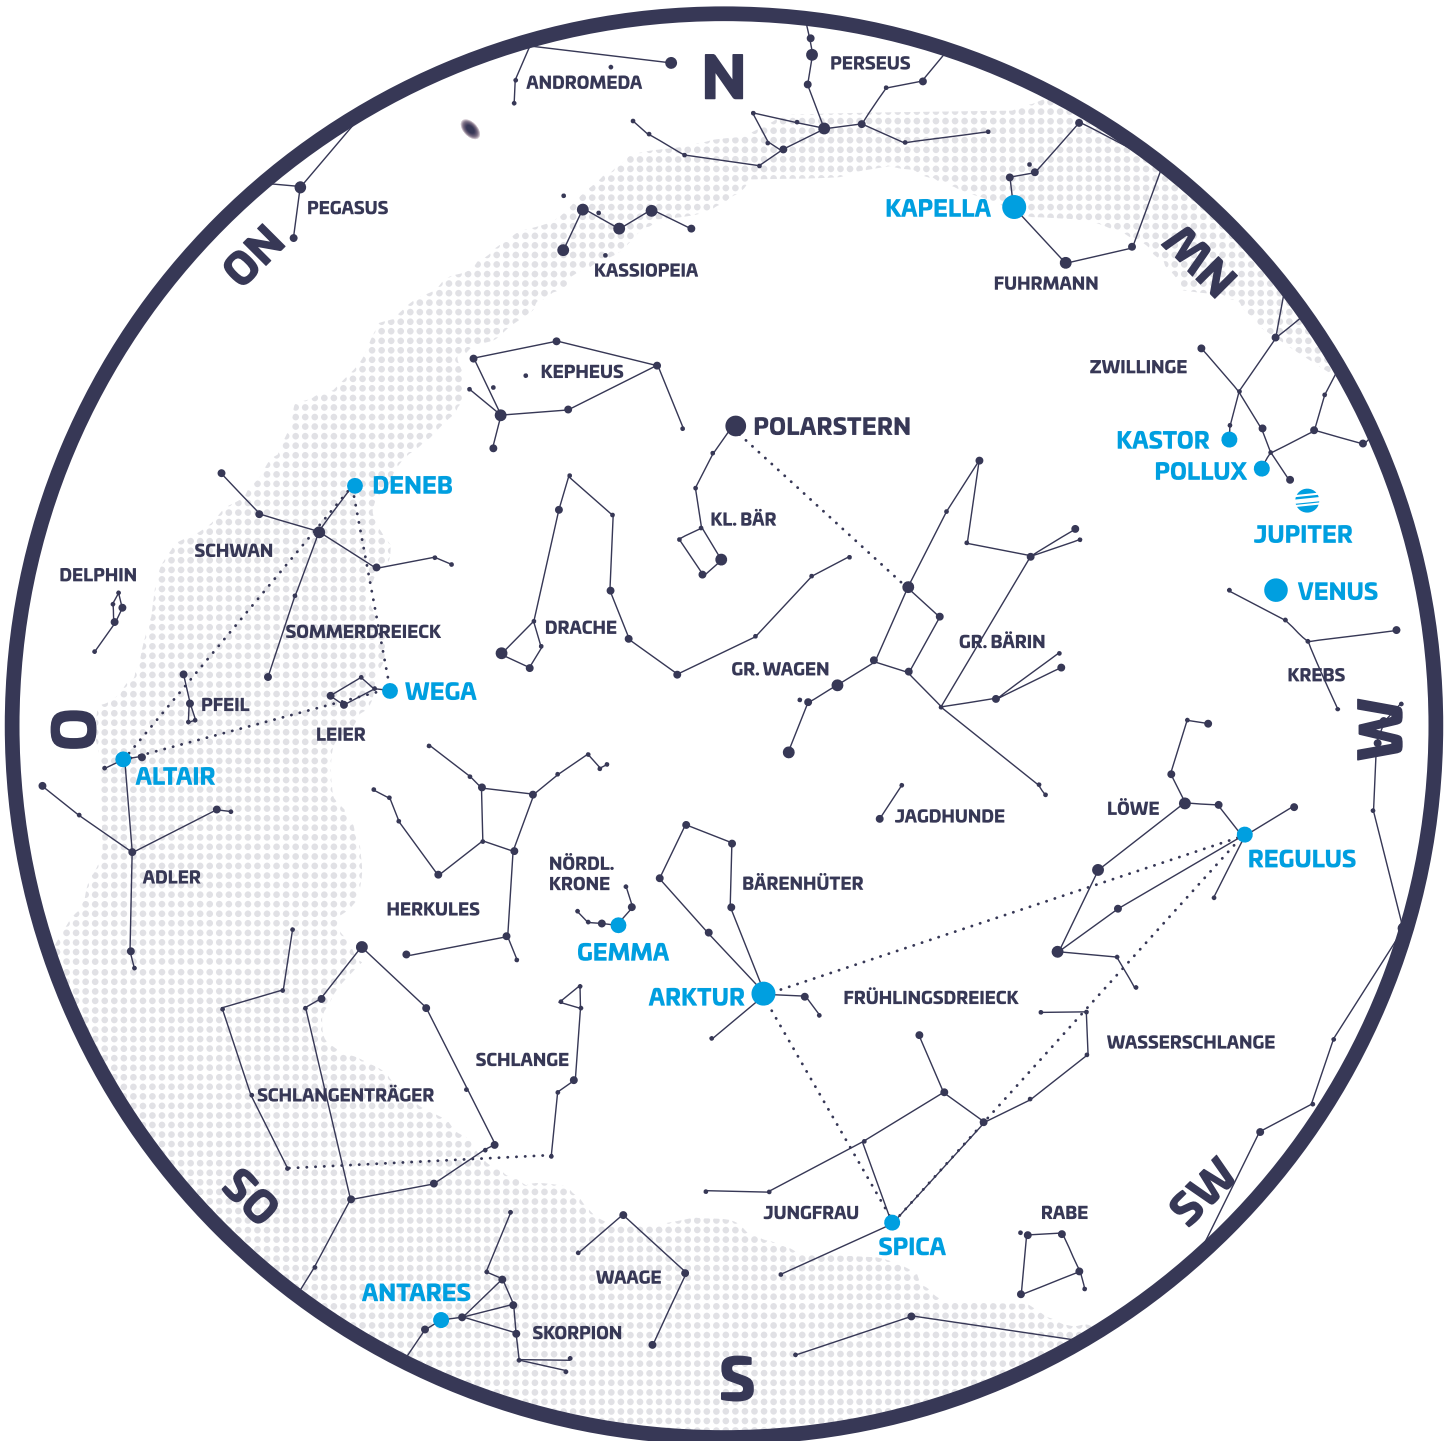 N
PERSEUS
ANDROMEDA
PEGASUS
KAPELLA
NO
NW
KASSIOPEIA
FUHRMANN
ZWILLINGE
KEPHEUS
POLARSTERN
KASTOR
POLLUX
DENEB
KL. BÄR
JUPITER
SCHWAN
DELPHIN
VENUS
SOMMERDREIECK
DRACHE
GR. BÄRIN
GR. WAGEN
KREBS
WEGA
PFEIL
LEIER
O
W
ALTAIR
LÖWE
JAGDHUNDE
REGULUS
NÖRDL.
KRONE
ADLER
BÄRENHÜTER
HERKULES
GEMMA
ARKTUR
FRÜHLINGSDREIECK
WASSERSCHLANGE
SCHLANGE
SCHLANGENTRÄGER
SO
SW
JUNGFRAU
RABE
SPICA
WAAGE
ANTARES
SKORPION
S